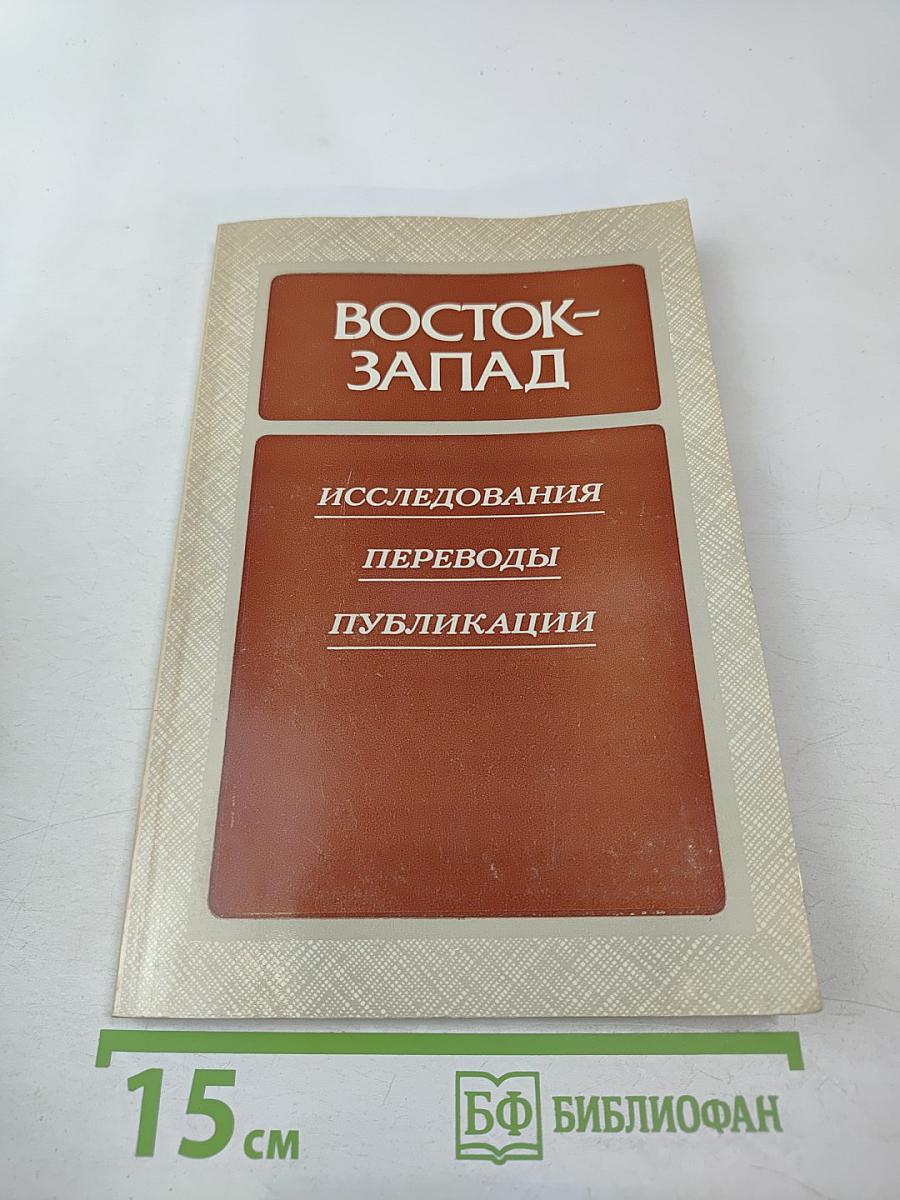 ВОСТОК-
ЗАПАД
ИССЛЕДОВАНИЯ
ПЕРЕВОДЫ
ПУБЛИКАЦИИ
15 см
БФ БИБЛИОФАН